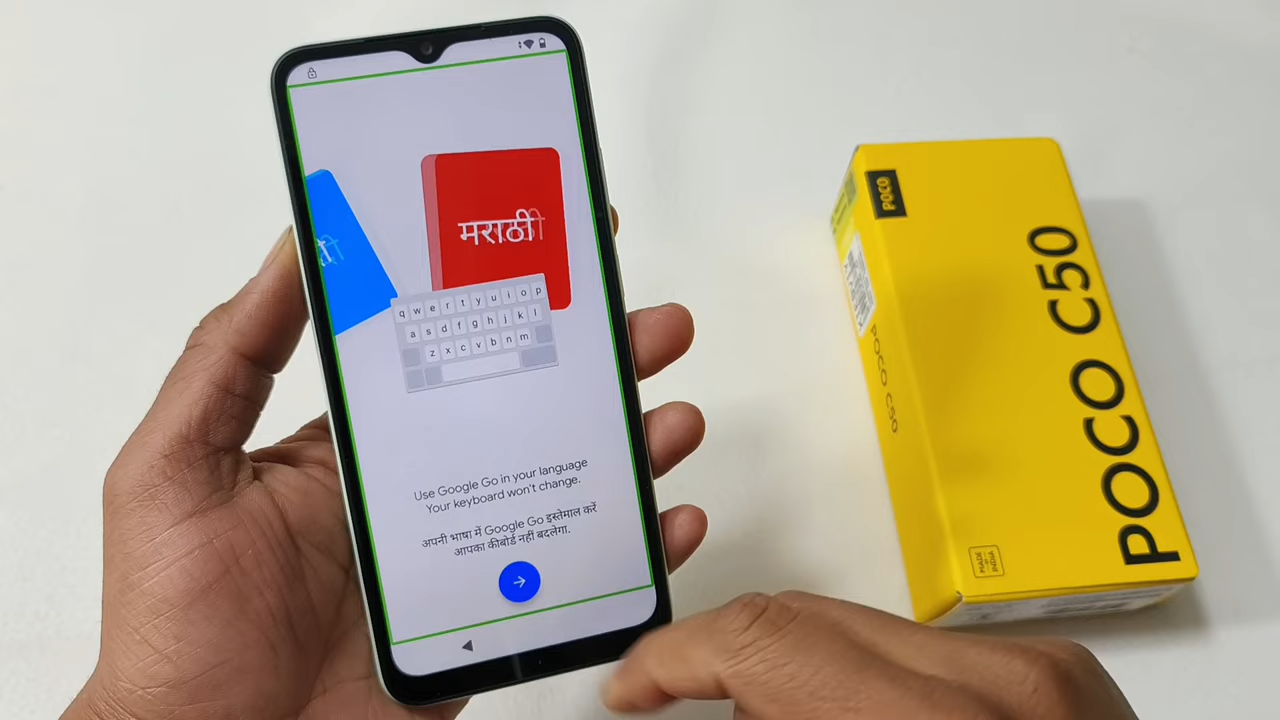 मराठी
q w e r t y u i o p
a s d f g h j k l
z x c v b n m
Use Google Go in your language
Your keyboard won't change.
अपनी भाषा में Google Go इस्तेमाल करें
आपका कीबोर्ड नहीं बदलेगा.
POCO
POCO C50
POCO C50
MADE IN INDIA